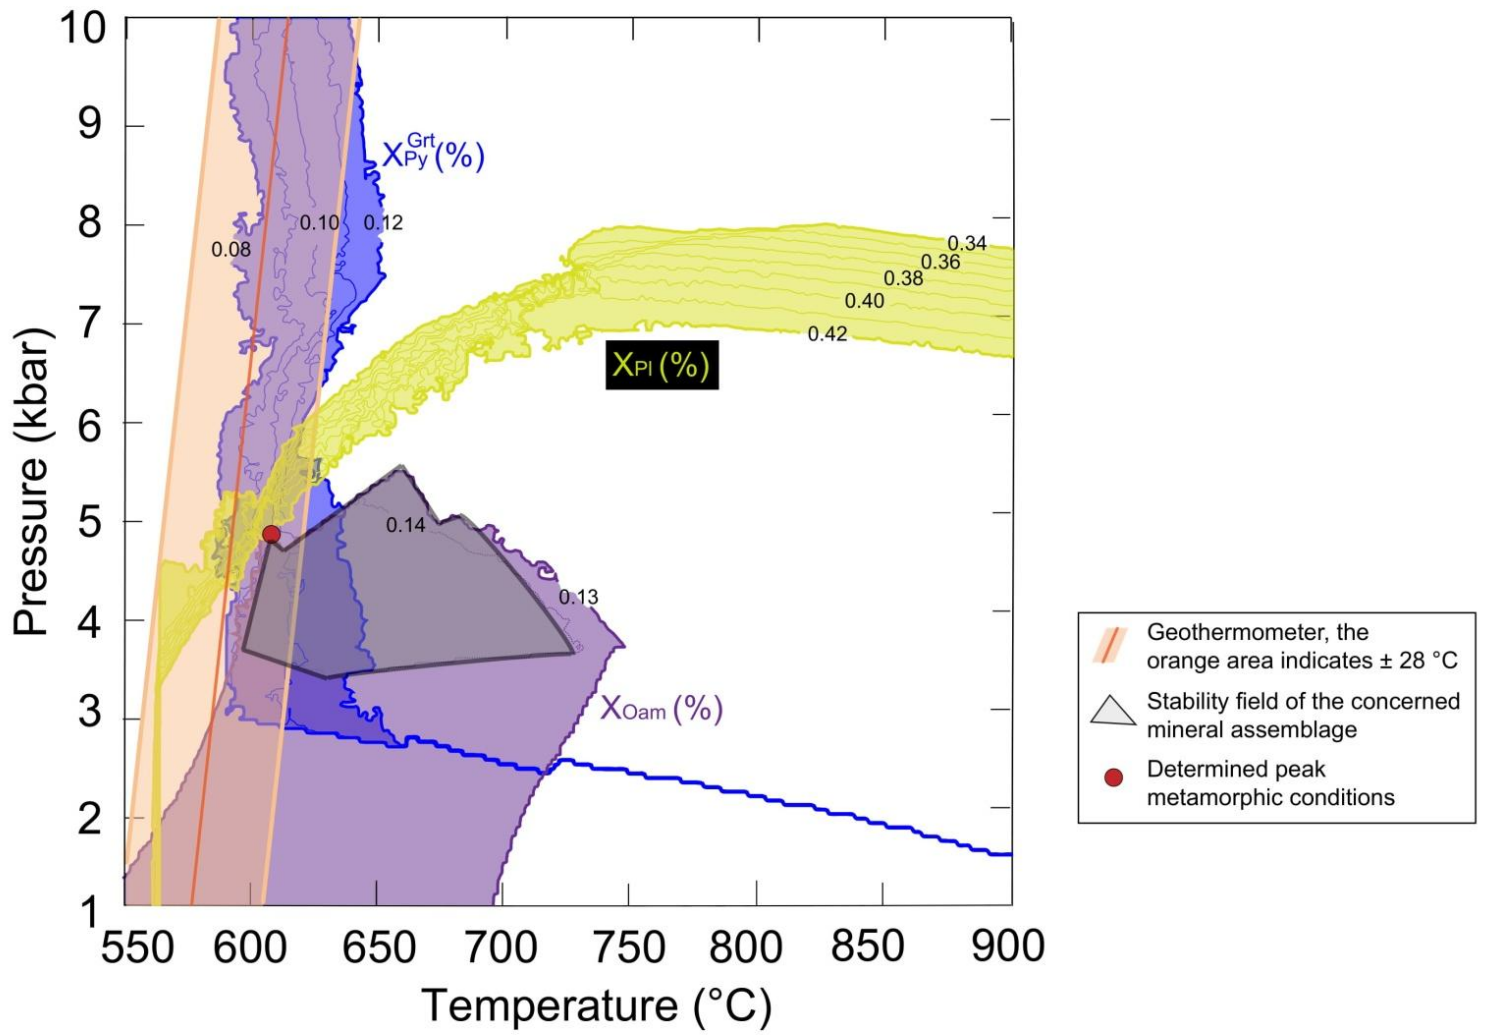 10
9
8
7
6
5
4
3
2
1
Pressure (kbar)
550 600 650 700 750 800 850 900
Temperature (°C)
X Grt Py (%)
0.08
0.10
0.12
0.34
0.36
0.38
0.40
0.42
XPl (%)
0.14
0.13
XOam (%)
Geothermometer, the
orange area indicates ± 28 °C
Stability field of the concerned
mineral assemblage
Determined peak
metamorphic conditions